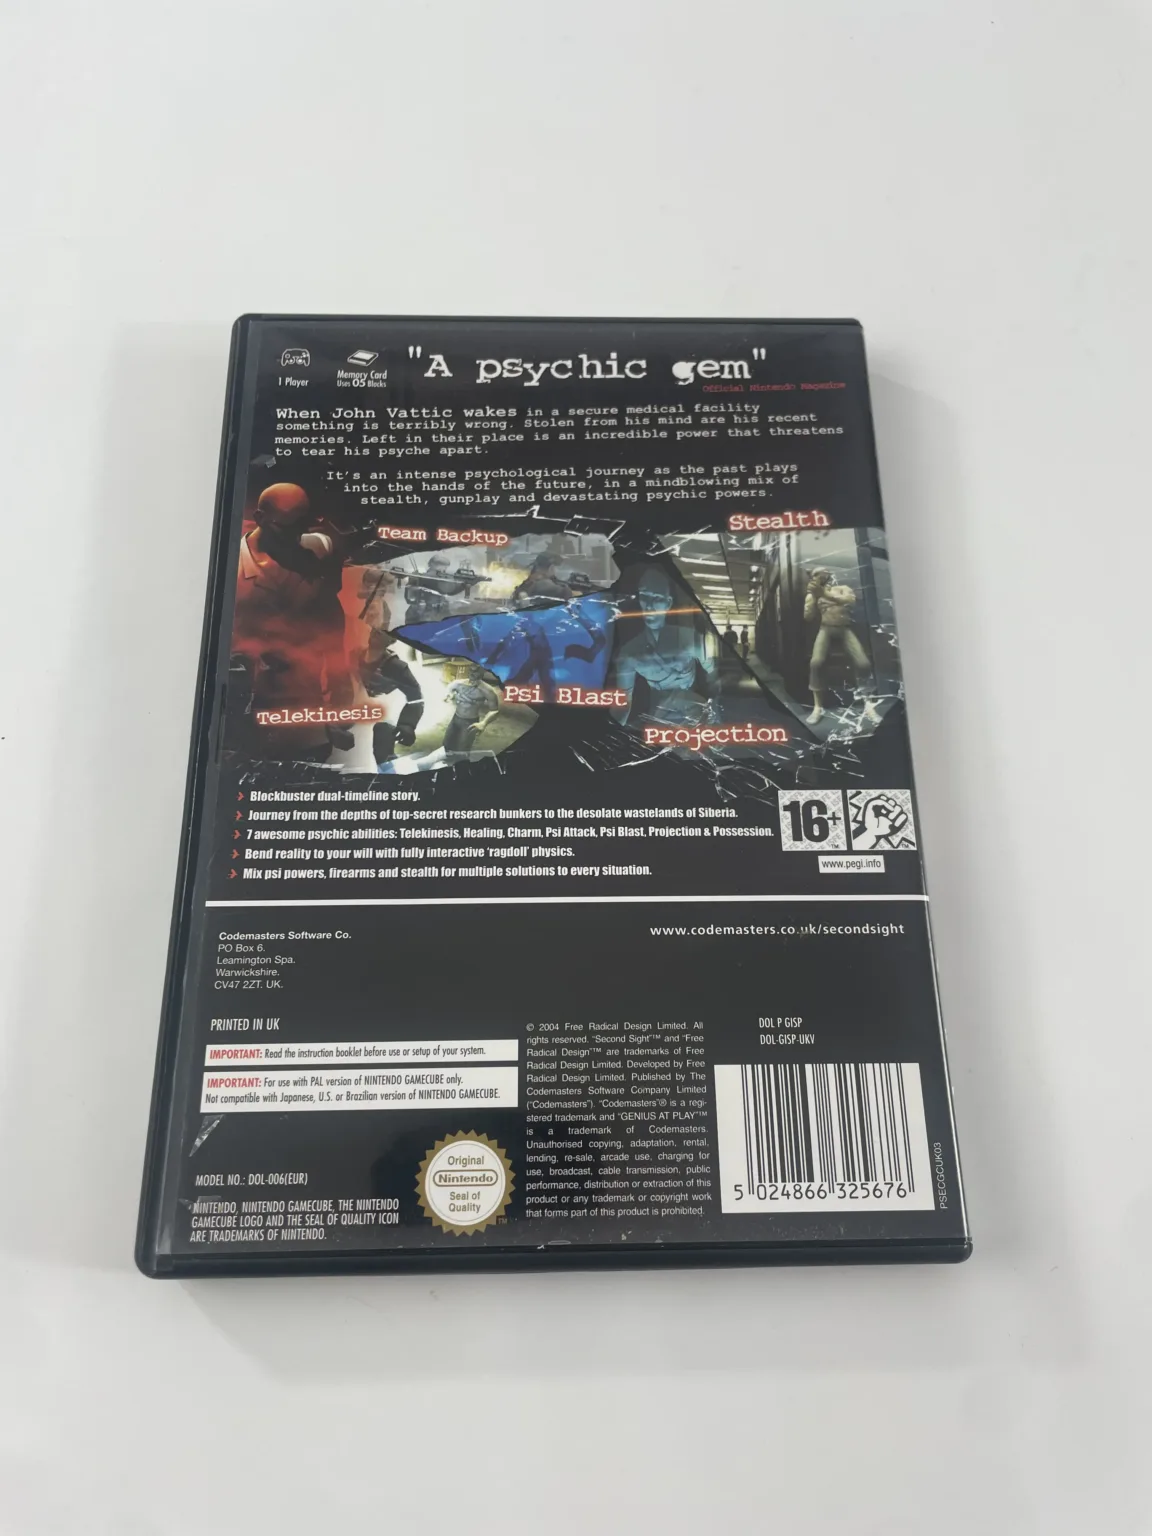 1 Player
Memory Card
Uses 05 Blocks
"A psychic gem"
Official Nintendo Magazine
When John Vattic wakes in a secure medical facility
something is terribly wrong. Stolen from his mind are his recent
memories. Left in their place is an incredible power that threatens
to tear his psyche apart.
It's an intense psychological journey as the past plays
into the hands of the future, in a mindblowing mix of
stealth, gunplay and devastating psychic powers.
Team Backup
Stealth
Psi Blast
Telekinesis
Projection
Blockbuster dual-timeline story.
Journey from the depths of top-secret research bunkers to the desolate wastelands of Siberia.
7 awesome psychic abilities: Telekinesis, Healing, Charm, Psi Attack, Psi Blast, Projection & Possession.
Bend reality to your will with fully interactive 'ragdoll' physics.
Mix psi powers, firearms and stealth for multiple solutions to every situation.
16+
TM
TM
www.pegi.info
Codemasters Software Co.
PO Box 6.
Leamington Spa.
Warwickshire.
CV47 2ZT. UK.
www.codemasters.co.uk/secondsight
PRINTED IN UK
IMPORTANT: Read the instruction booklet before use or setup of your system.
IMPORTANT: For use with PAL version of NINTENDO GAMECUBE only.
Not compatible with Japanese, U.S. or Brazilian version of NINTENDO GAMECUBE.
MODEL NO.: DOL-006(EUR)
NINTENDO, NINTENDO GAMECUBE, THE NINTENDO
GAMECUBE LOGO AND THE SEAL OF QUALITY ICON
ARE TRADEMARKS OF NINTENDO.
Original
Nintendo
Seal of
Quality
TM
© 2004 Free Radical Design Limited. All
rights reserved. "Second Sight"™ and "Free
Radical Design"™ are trademarks of Free
Radical Design Limited. Developed by Free
Radical Design Limited. Published by The
Codemasters Software Company Limited
("Codemasters"). "Codemasters"® is a regi-
stered trademark and "GENIUS AT PLAY"™
is a trademark of Codemasters.
Unauthorised copying, adaptation, rental,
lending, re-sale, arcade use, charging for
use, broadcast, cable transmission, public
performance, distribution or extraction of this
product or any trademark or copyright work
that forms part of this product is prohibited.
DOL P GISP
DOL-GISP-UKV
5 024866 325676
PSECGCUK03